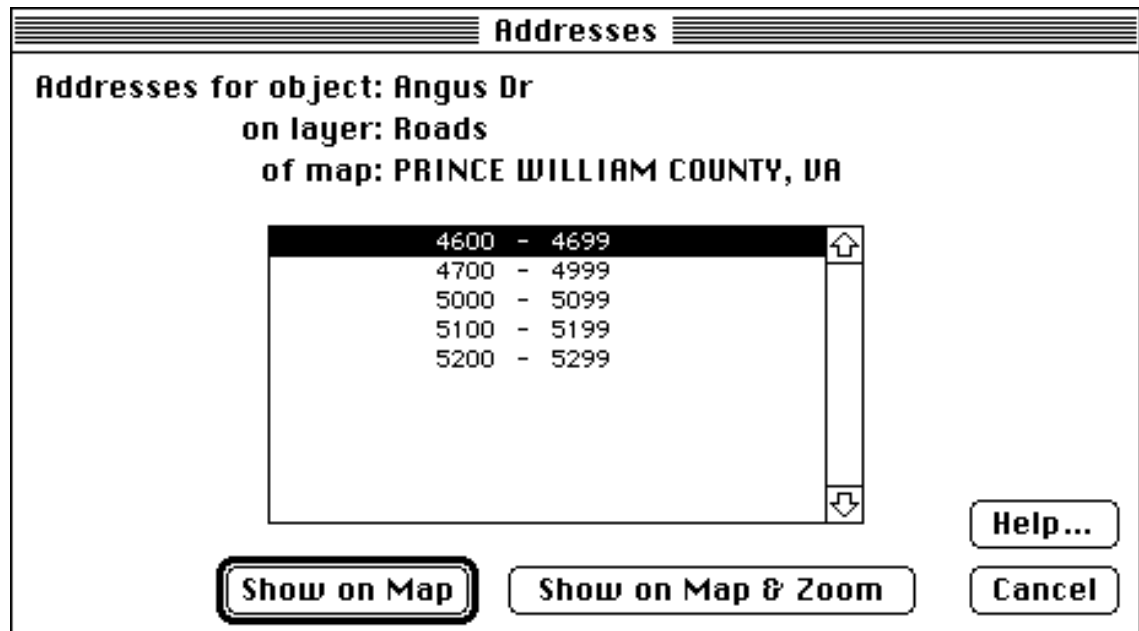 Addresses
Addresses for object: Angus Dr
on layer: Roads
of map: PRINCE WILLIAM COUNTY, VA
4600 - 4699
4700 - 4999
5000 - 5099
5100 - 5199
5200 - 5299
Help...
Show on Map Show on Map & Zoom Cancel